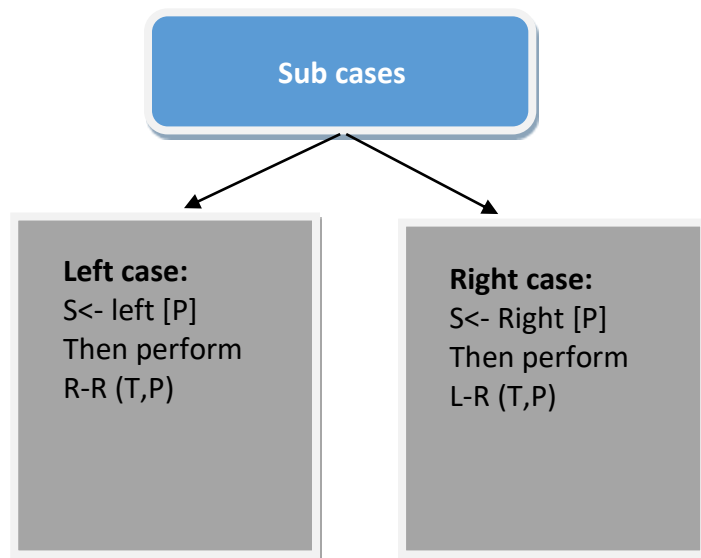 Sub cases
Left case:
S<- left [P]
Then perform
R-R (T,P)
Right case:
S<- Right [P]
Then perform
L-R (T,P)